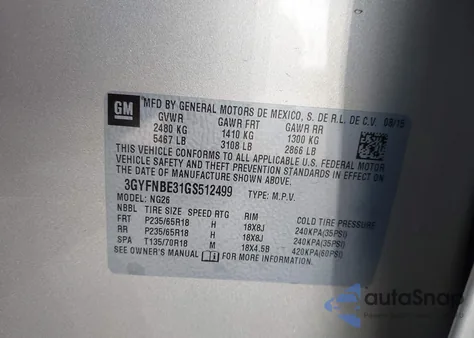 GM
MFD BY GENERAL MOTORS DE MEXICO, S. DE R.L. DE C.V. 08/15
GVWR GAWR FRT GAWR RR
2480 KG 1410 KG 1300 KG
5467 LB 3108 LB 2866 LB
THIS VEHICLE CONFORMS TO ALL APPLICABLE U.S. FEDERAL MOTOR
VEHICLE SAFETY AND THEFT PREVENTION STANDARDS IN EFFECT ON
THE DATE OF MANUFACTURE SHOWN ABOVE.
3GYFNBE31GS512499 TYPE: M.P.V.
MODEL: NG26
NBBL TIRE SIZE SPEED RTG RIM COLD TIRE PRESSURE
FRT P235/65R18 H 18X8J 240KPA(35PSI)
RR P235/65R18 H 18X8J 240KPA(35PSI)
SPA T135/70R18 M 18X4.5B 420KPA(60PSI)
SEE OWNER'S MANUAL FOR MORE INFORMATION.
autoSnap